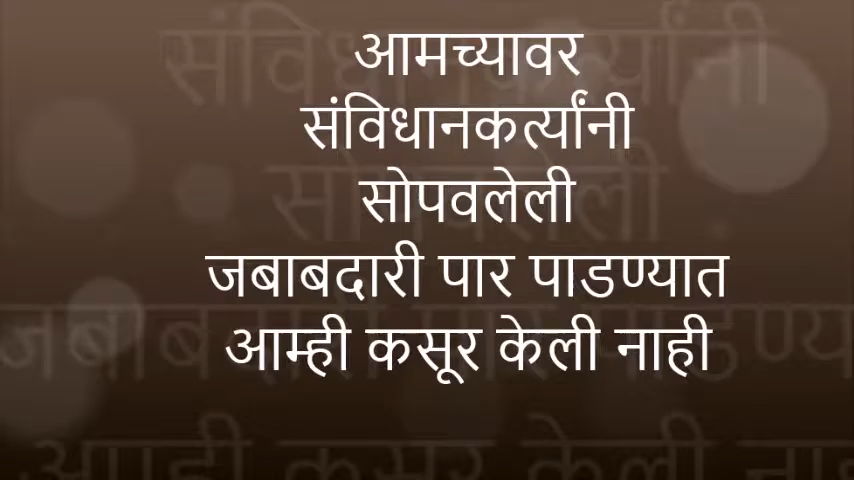 आमच्यावर
संविधानकर्त्यांनी
सोपवलेली
जबाबदारी पार पाडण्यात
आम्ही कसूर केली नाही